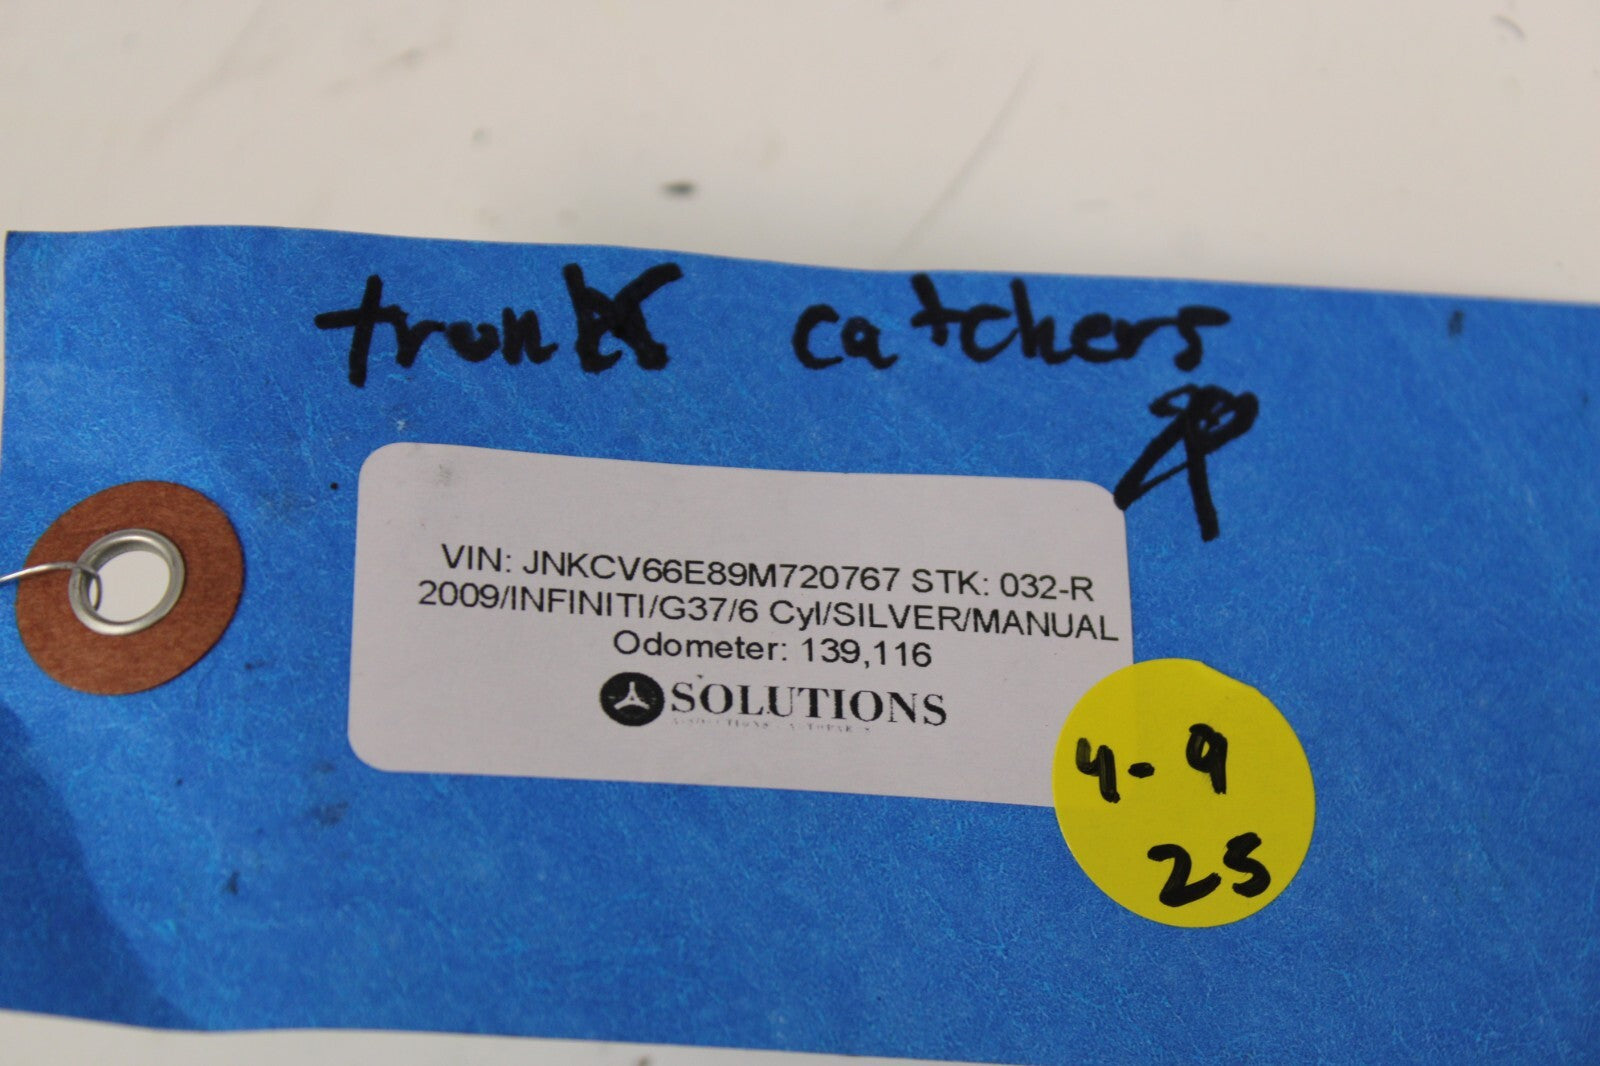 trunk catchers
VIN: JNKCV66E89M720767 STK: 032-R
2009/INFINITI/G37/6 Cyl/SILVER/MANUAL
Odometer: 139,116
SOLUTIONS
4-9
25